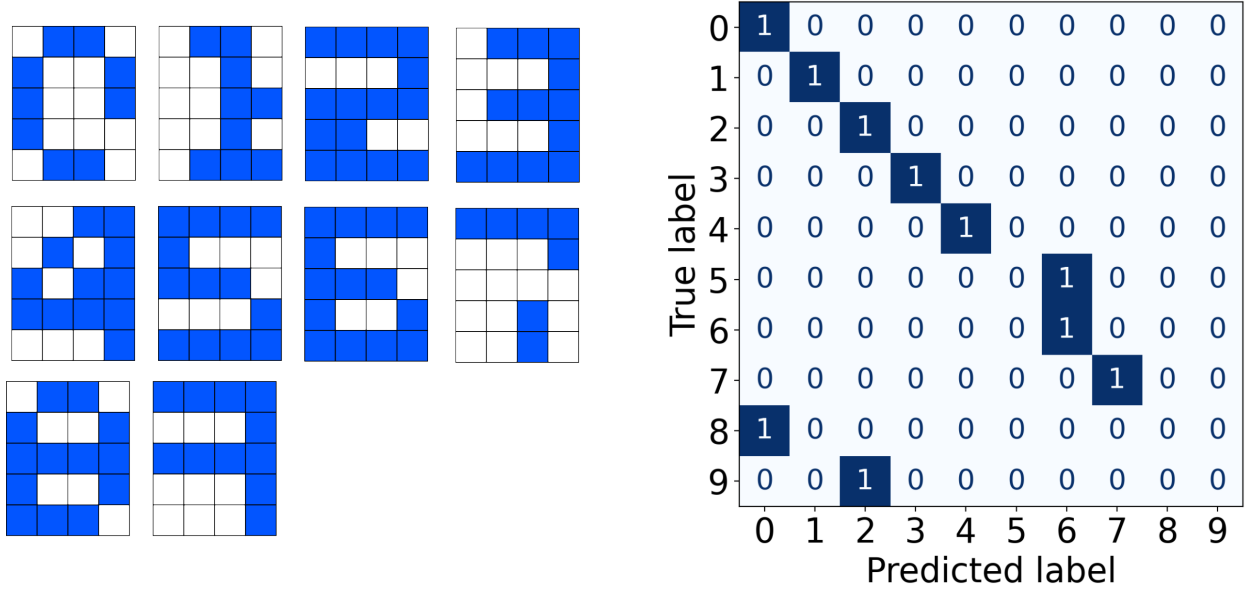 0 1 0 0 0 0 0 0 0 0 0
1 0 1 0 0 0 0 0 0 0 0
2 0 0 1 0 0 0 0 0 0 0
3 0 0 0 1 0 0 0 0 0 0
4 0 0 0 0 1 0 0 0 0 0
5 0 0 0 0 0 0 1 0 0 0
6 0 0 0 0 0 0 1 0 0 0
7 0 0 0 0 0 0 0 1 0 0
8 1 0 0 0 0 0 0 0 0 0
9 0 0 1 0 0 0 0 0 0 0
True label
0 1 2 3 4 5 6 7 8 9
Predicted label